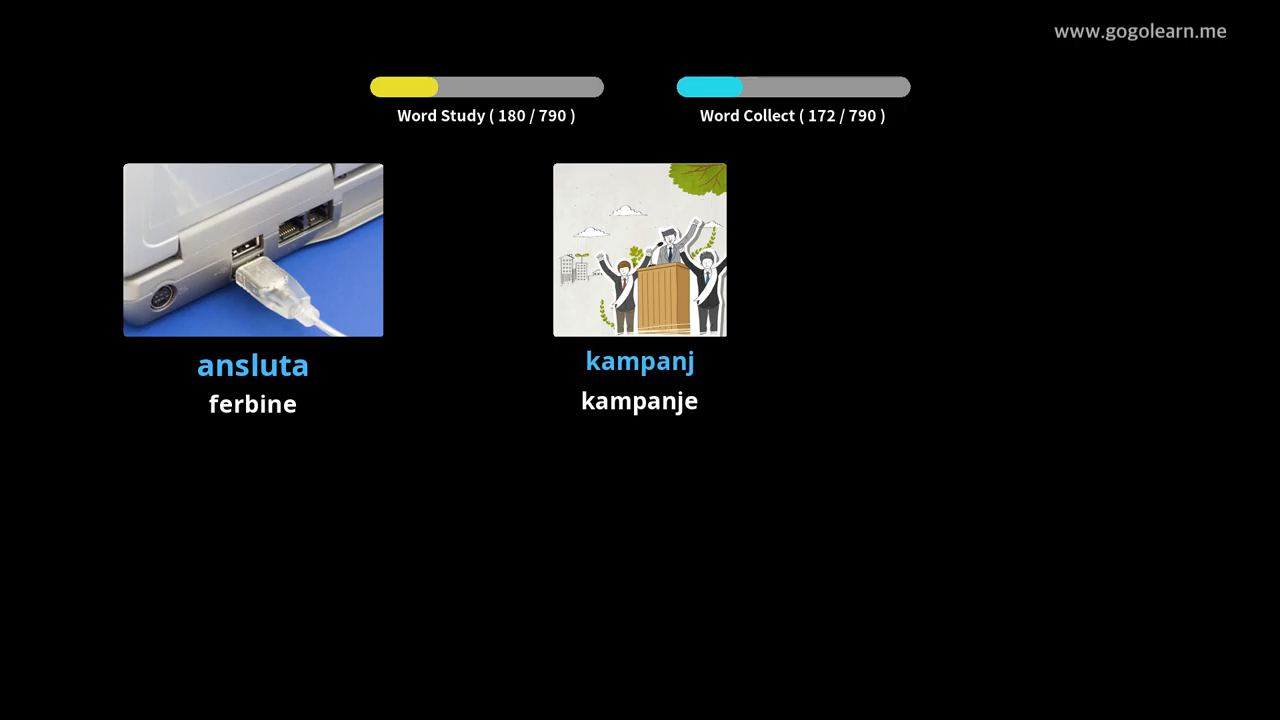 www.gogolearn.me
Word Study ( 180 / 790 )
Word Collect ( 172 / 790 )
ansluta
ferbine
kampanj
kampanje